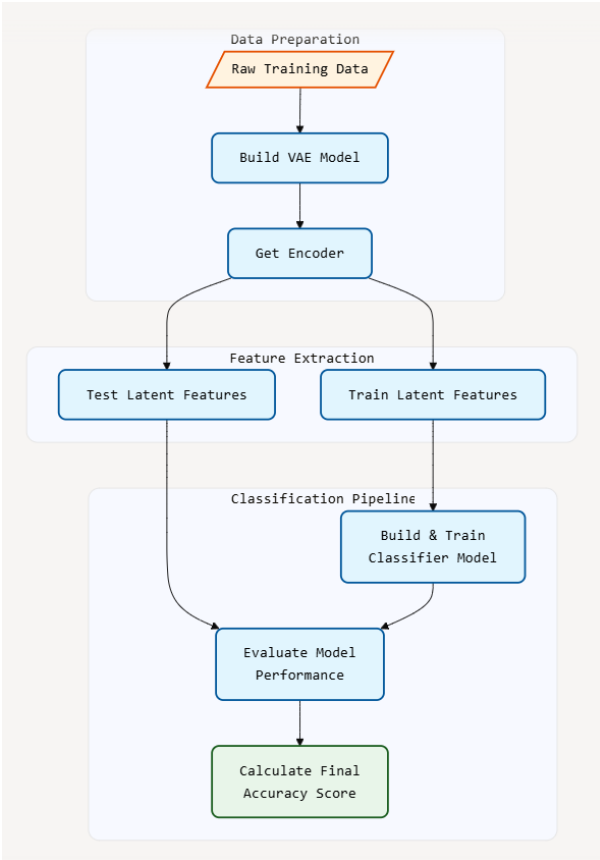 Data Preparation
Raw Training Data
Build VAE Model
Get Encoder
Feature Extraction
Test Latent Features
Train Latent Features
Classification Pipeline
Build & Train
Classifier Model
Evaluate Model
Performance
Calculate Final
Accuracy Score